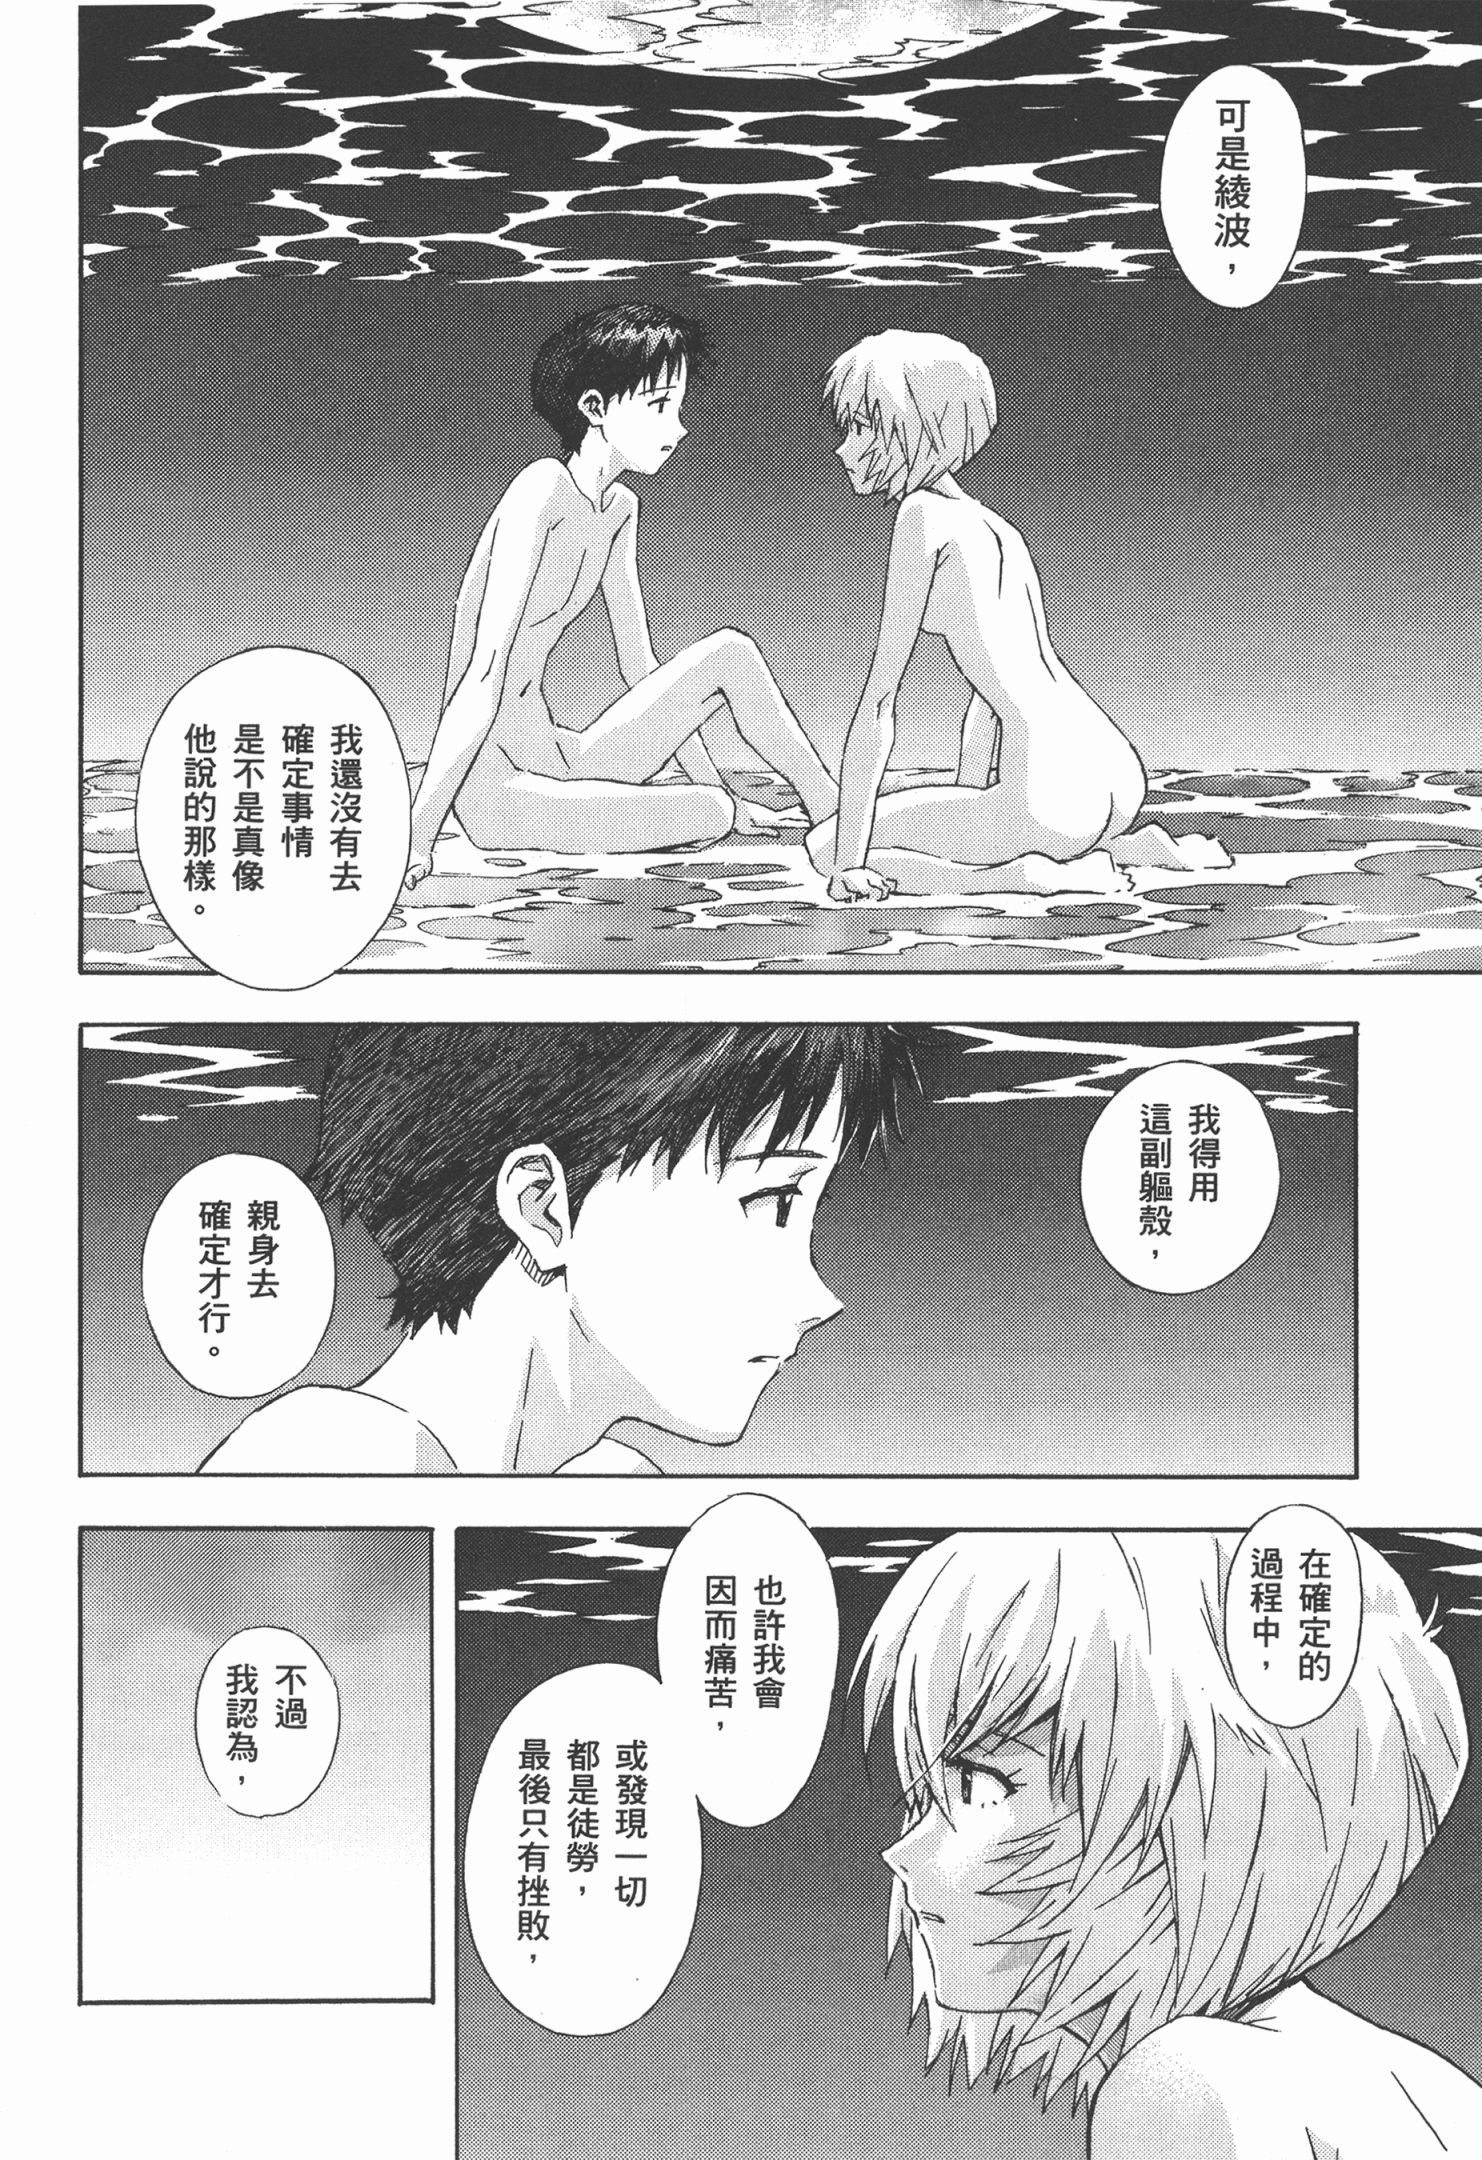 可是綾波，
我還沒有去
確定事情
是不是真像
他說的那樣。
我得用
這副軀殼，
親身去
確定才行。
在確定的
過程中，
也許我會
因而痛苦，
或發現一切
都是徒勞，
最後只有挫敗，
不過
我認為，